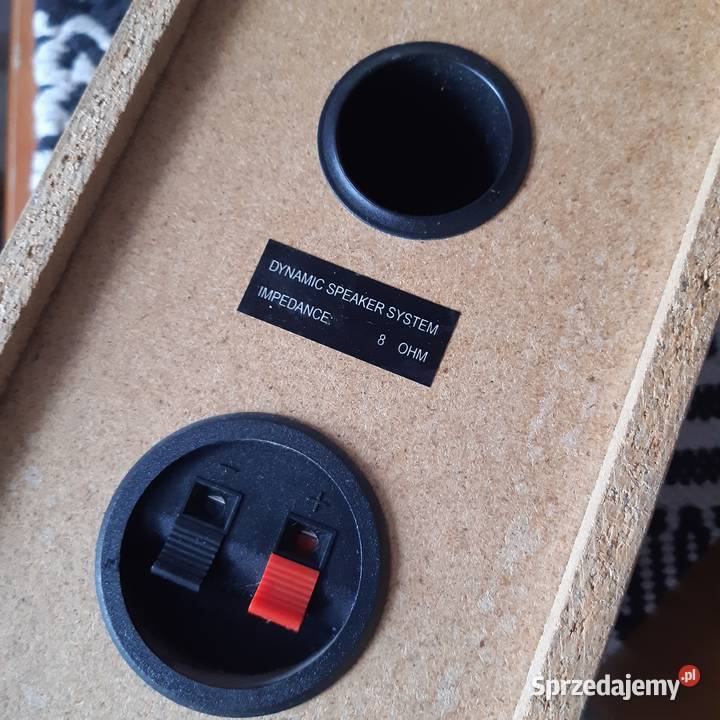 DYNAMIC SPEAKER SYSTEM
IMPEDANCE: 8 OHM
- +
Sprzedajemy.pl